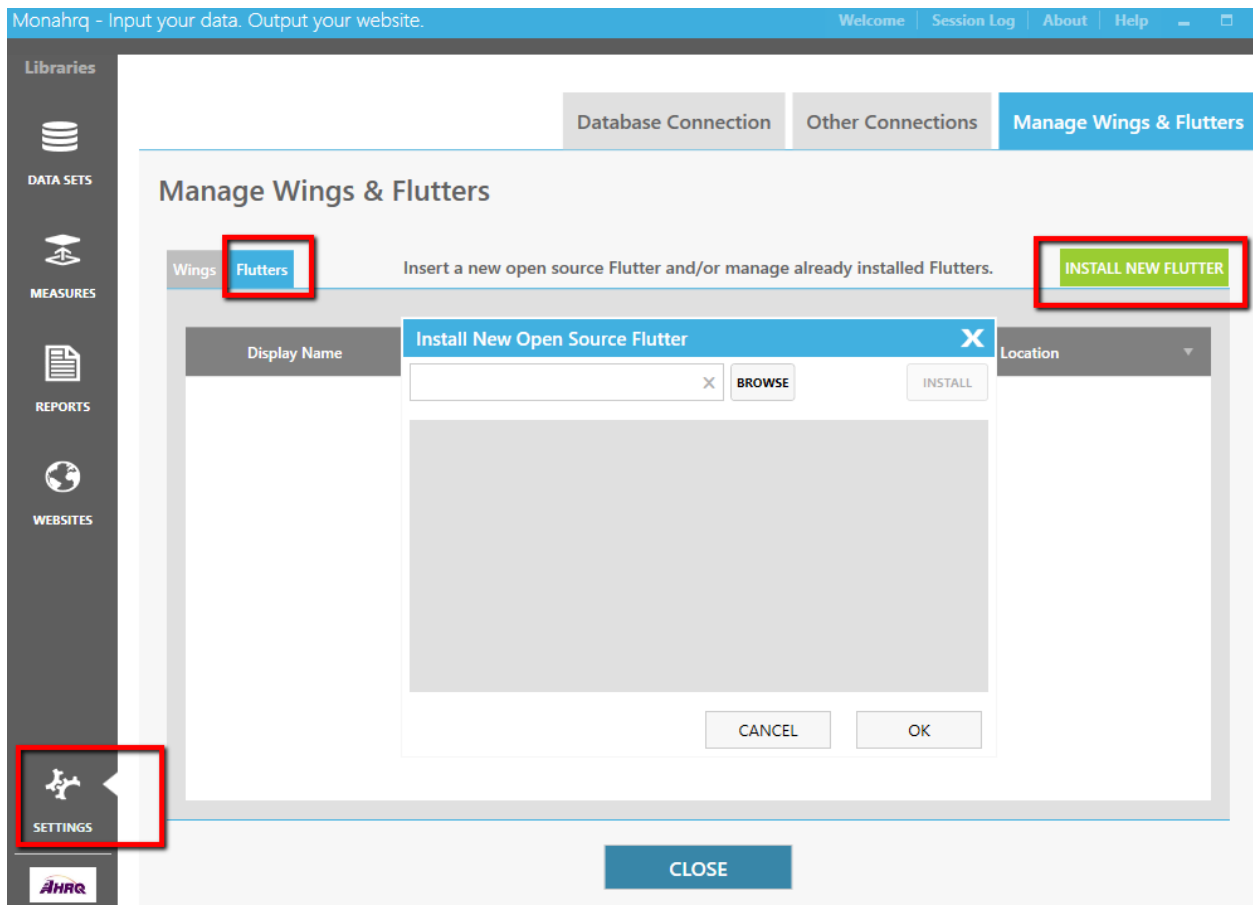 Monahrq - Input your data. Output your website.
Welcome Session Log About Help
Libraries
DATA SETS
MEASURES
REPORTS
WEBSITES
SETTINGS
AHRQ
Database Connection Other Connections Manage Wings & Flutters
Manage Wings & Flutters
Wings Flutters Insert a new open source Flutter and/or manage already installed Flutters. INSTALL NEW FLUTTER
Display Name Location
Install New Open Source Flutter X
BROWSE INSTALL
CANCEL OK
CLOSE